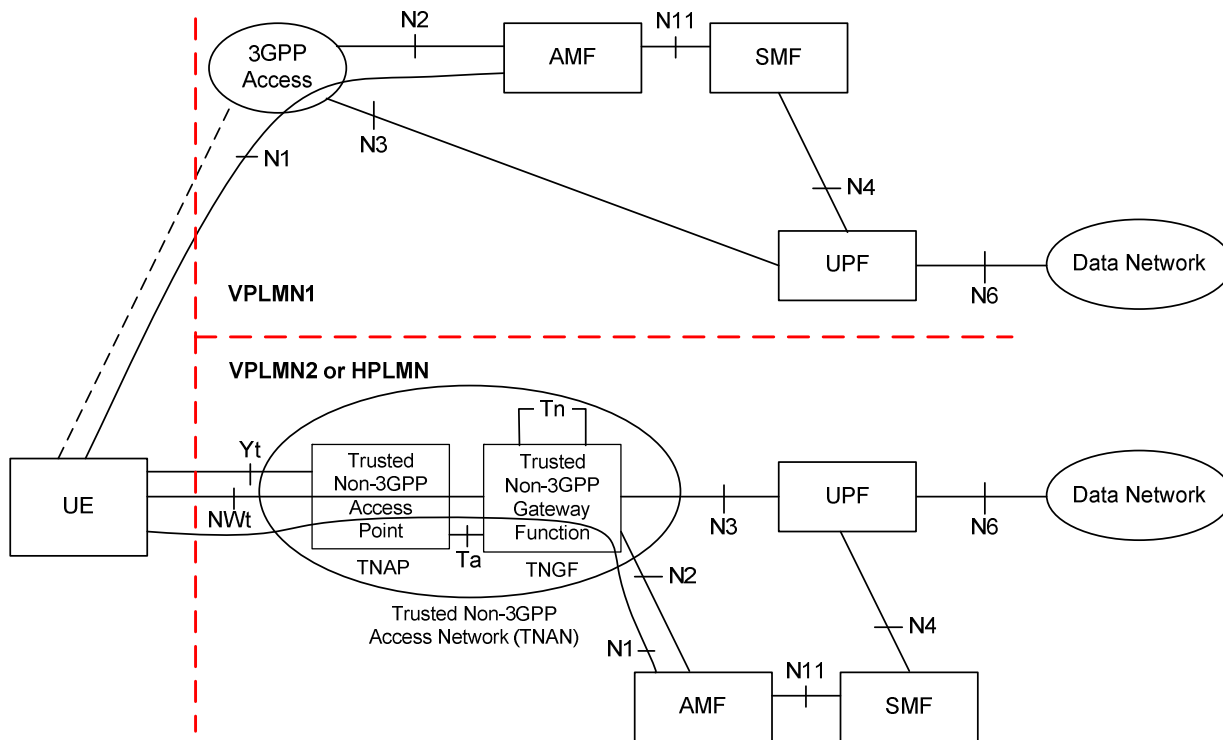 N2
N11
3GPP
Access
AMF
SMF
N3
N1
N4
UPF
Data Network
N6
VPLMN1
VPLMN2 or HPLMN
Tn
Yt
Trusted
Non-3GPP
Access
Point
Trusted
Non-3GPP
Gateway
Function
UE
NWt
UPF
Data Network
N3
N6
Ta
TNAP
TNGF
N2
Trusted Non-3GPP
Access Network (TNAN)
N4
N1
N11
AMF
SMF